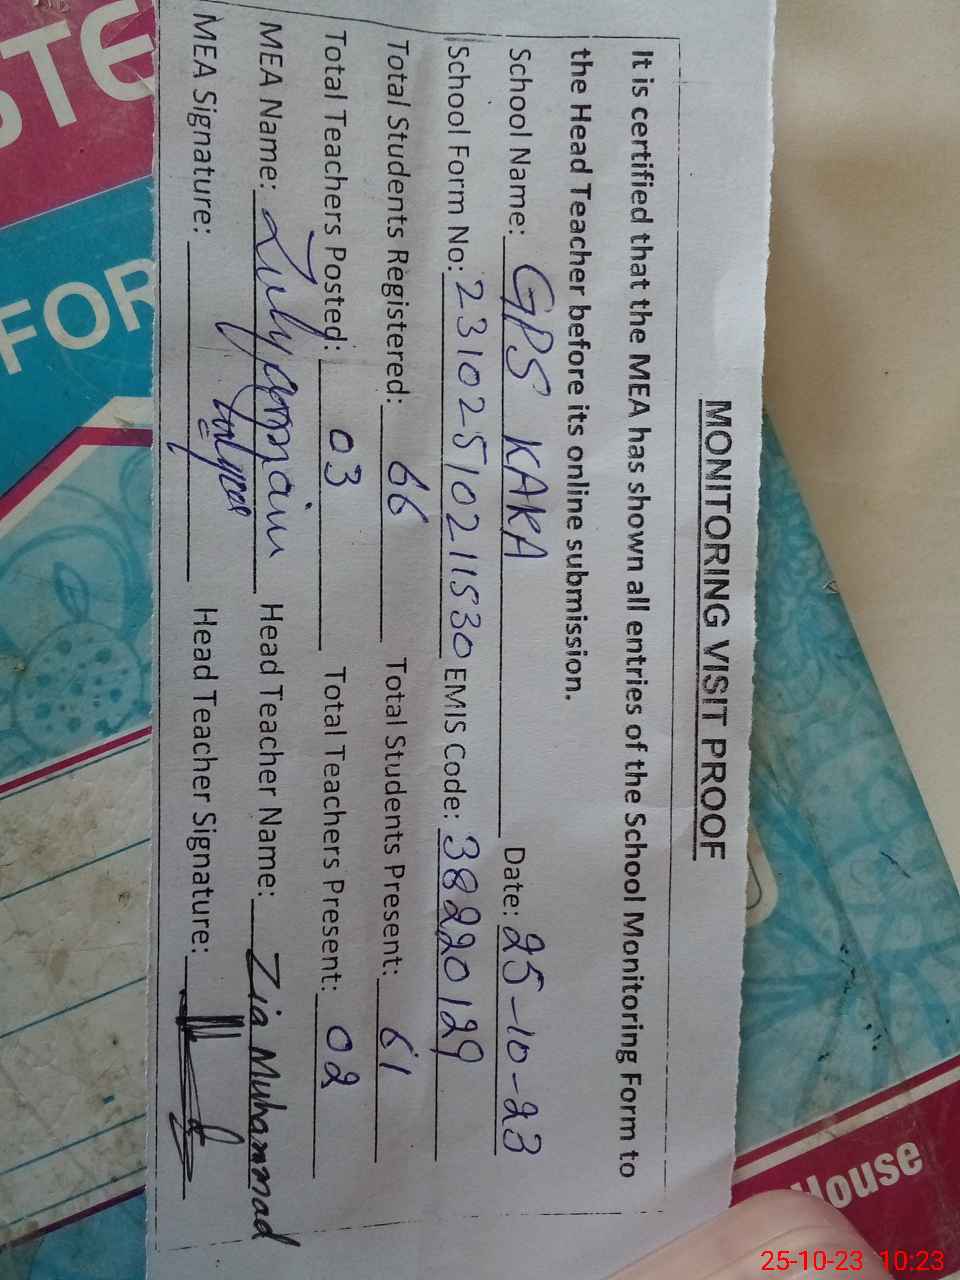 MONITORING VISIT PROOF
It is certified that the MEA has shown all entries of the School Monitoring Form to
the Head Teacher before its online submission.
School Name: GPS KAKA Date: 25-10-23
School Form No: 23102510211530 EMIS Code: 38220129
Total Students Registered: 66 Total Students Present: 61
Total Teachers Posted: 03 Total Teachers Present: 02
MEA Name: Head Teacher Name: Zia Muhammad
MEA Signature: Head Teacher Signature:
STE
FOR
House
25-10-23 10:23